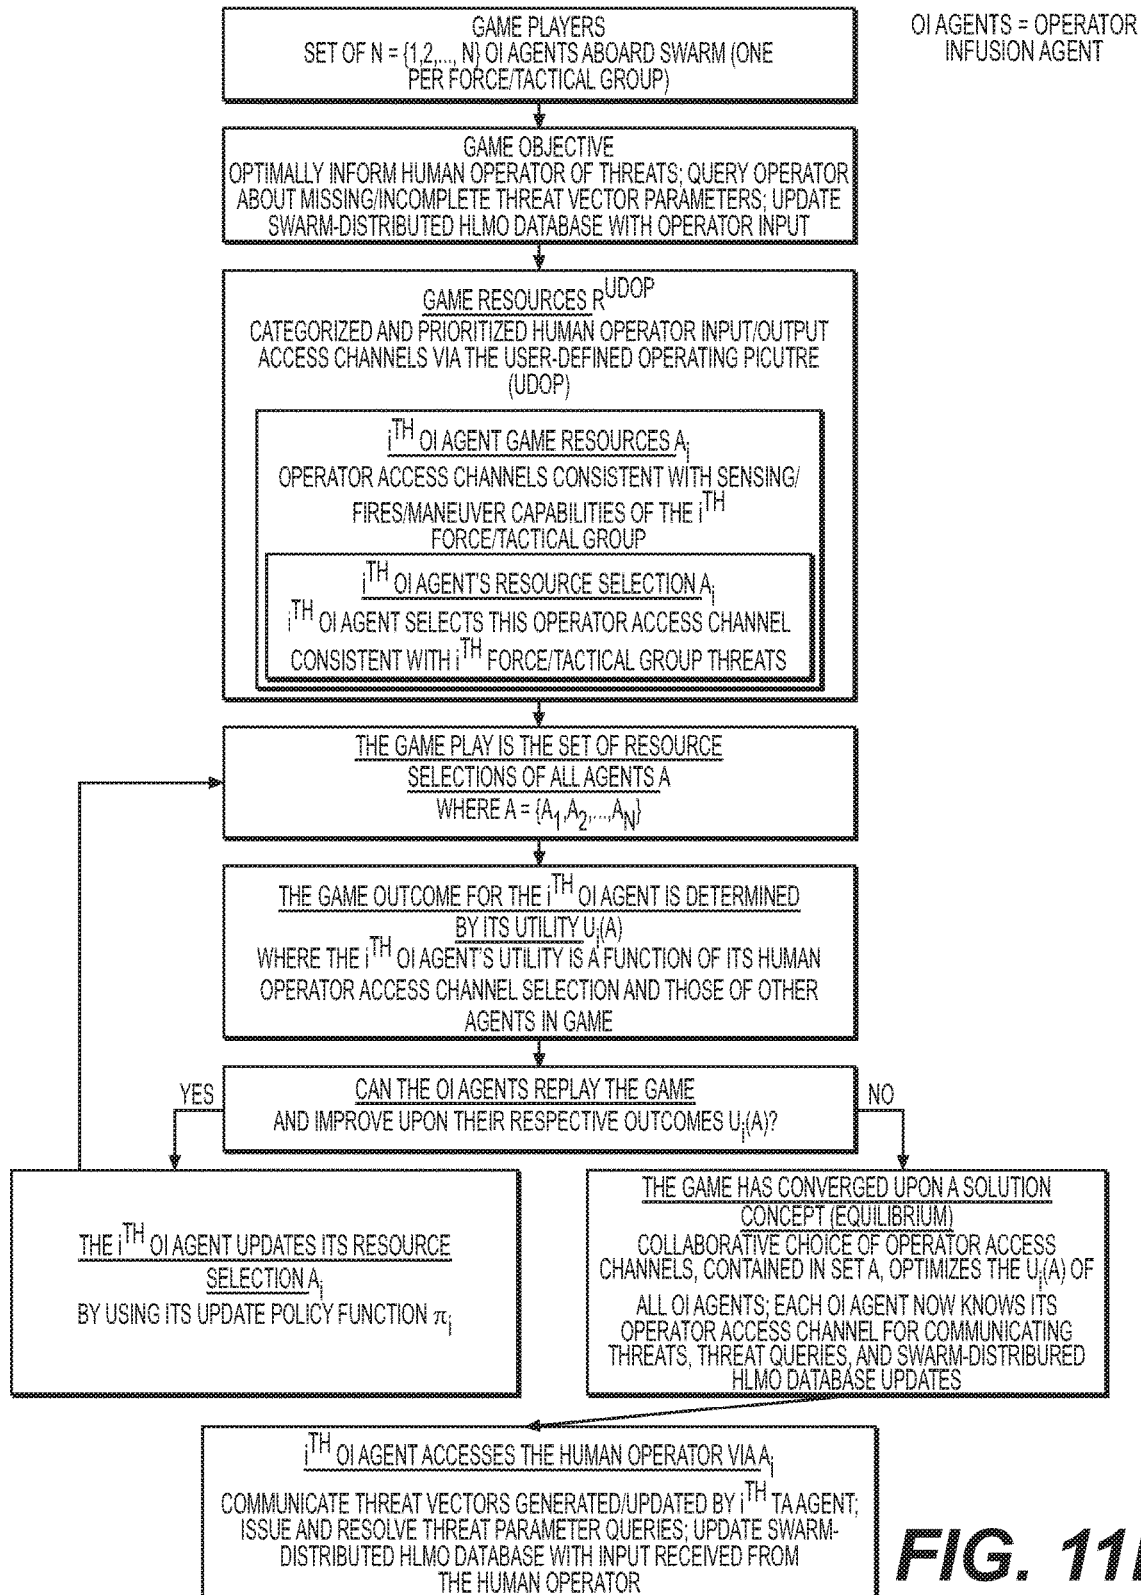 GAME PLAYERS
SET OF N = {1,2,..., N} OI AGENTS ABOARD SWARM (ONE
PER FORCE/TACTICAL GROUP)
OI AGENTS = OPERATOR
INFUSION AGENT
GAME OBJECTIVE
OPTIMALLY INFORM HUMAN OPERATOR OF THREATS; QUERY OPERATOR
ABOUT MISSING/INCOMPLETE THREAT VECTOR PARAMETERS; UPDATE
SWARM-DISTRIBUTED HLMO DATABASE WITH OPERATOR INPUT
GAME RESOURCES R^UDOP
CATEGORIZED AND PRIORITIZED HUMAN OPERATOR INPUT/OUTPUT
ACCESS CHANNELS VIA THE USER-DEFINED OPERATING PICUTRE
(UDOP)
i^TH OI AGENT GAME RESOURCES A_i
OPERATOR ACCESS CHANNELS CONSISTENT WITH SENSING/
FIRES/MANEUVER CAPABILITIES OF THE i^TH
FORCE/TACTICAL GROUP
i^TH OI AGENT'S RESOURCE SELECTION A_i
i^TH OI AGENT SELECTS THIS OPERATOR ACCESS CHANNEL
CONSISTENT WITH i^TH FORCE/TACTICAL GROUP THREATS
THE GAME PLAY IS THE SET OF RESOURCE
SELECTIONS OF ALL AGENTS A
WHERE A = {A_1,A_2,...,A_N}
THE GAME OUTCOME FOR THE i^TH OI AGENT IS DETERMINED
BY ITS UTILITY U_i(A)
WHERE THE i^TH OI AGENT'S UTILITY IS A FUNCTION OF ITS HUMAN
OPERATOR ACCESS CHANNEL SELECTION AND THOSE OF OTHER
AGENTS IN GAME
YES
CAN THE OI AGENTS REPLAY THE GAME
AND IMPROVE UPON THEIR RESPECTIVE OUTCOMES U_i(A)?
NO
THE i^TH OI AGENT UPDATES ITS RESOURCE
SELECTION A_i
BY USING ITS UPDATE POLICY FUNCTION π_i
THE GAME HAS CONVERGED UPON A SOLUTION
CONCEPT (EQUILIBRIUM)
COLLABORATIVE CHOICE OF OPERATOR ACCESS
CHANNELS, CONTAINED IN SET A, OPTIMIZES THE U_i(A) OF
ALL OI AGENTS; EACH OI AGENT NOW KNOWS ITS
OPERATOR ACCESS CHANNEL FOR COMMUNICATING
THREATS, THREAT QUERIES, AND SWARM-DISTRIBURED
HLMO DATABASE UPDATES
i^TH OI AGENT ACCESSES THE HUMAN OPERATOR VIA A_i
COMMUNICATE THREAT VECTORS GENERATED/UPDATED BY i^TH TA AGENT;
ISSUE AND RESOLVE THREAT PARAMETER QUERIES; UPDATE SWARM-
DISTRIBUTED HLMO DATABASE WITH INPUT RECEIVED FROM
THE HUMAN OPERATOR
FIG.